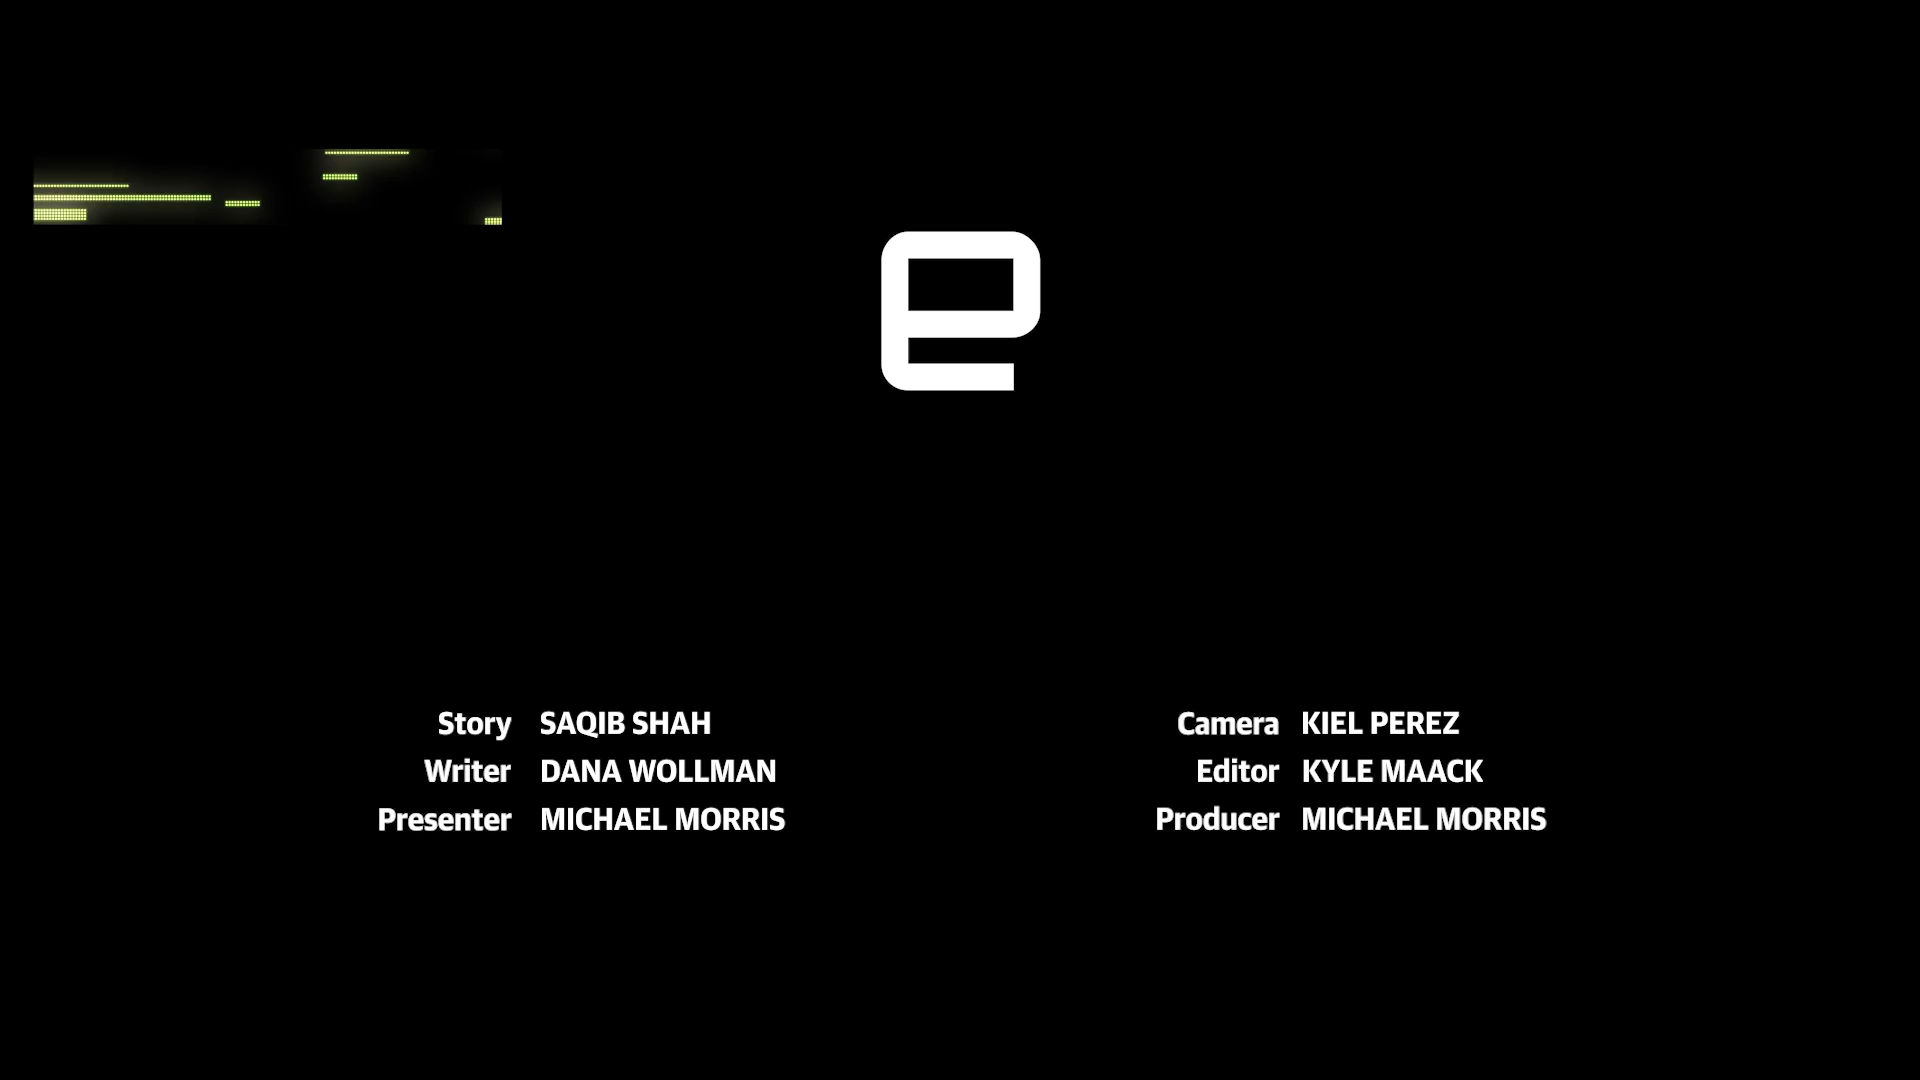 e
Story SAQIB SHAH
Writer DANA WOLLMAN
Presenter MICHAEL MORRIS
Camera KIEL PEREZ
Editor KYLE MAACK
Producer MICHAEL MORRIS